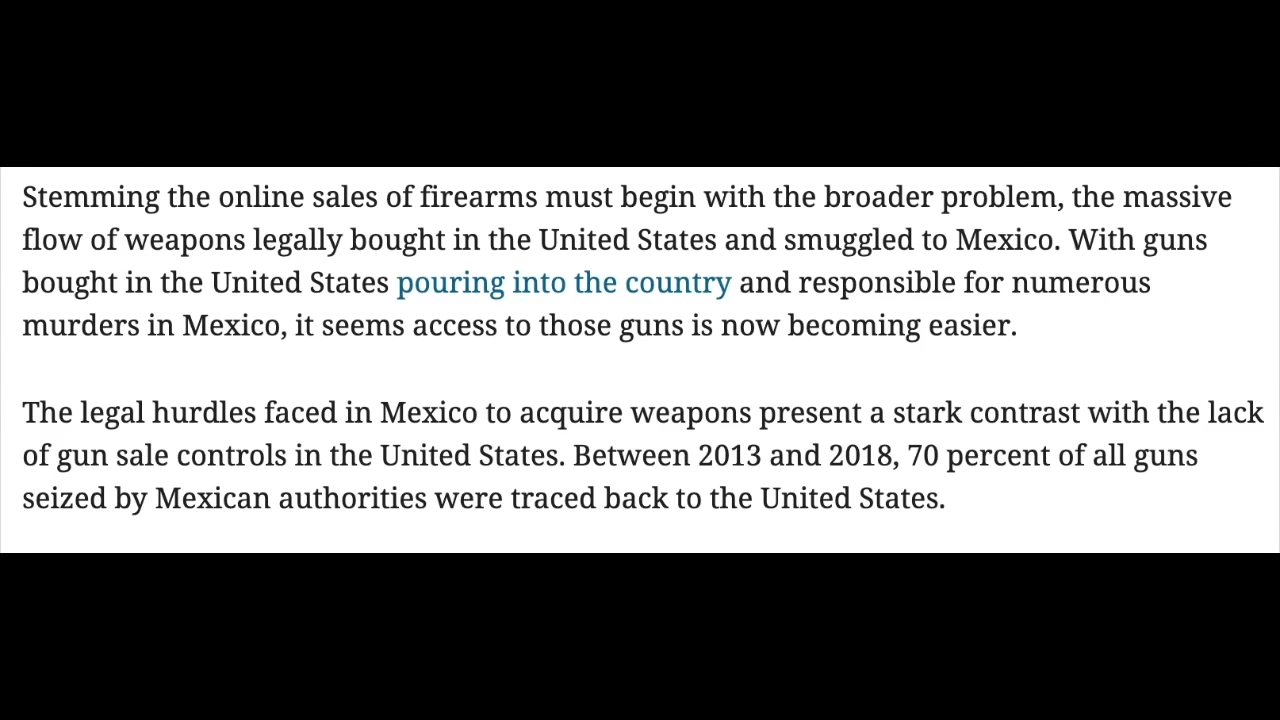 Stemming the online sales of firearms must begin with the broader problem, the massive
flow of weapons legally bought in the United States and smuggled to Mexico. With guns
bought in the United States pouring into the country and responsible for numerous
murders in Mexico, it seems access to those guns is now becoming easier.
The legal hurdles faced in Mexico to acquire weapons present a stark contrast with the lack
of gun sale controls in the United States. Between 2013 and 2018, 70 percent of all guns
seized by Mexican authorities were traced back to the United States.